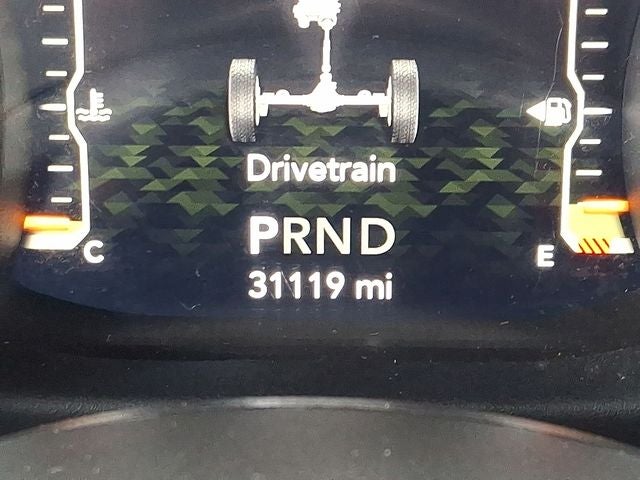 Drivetrain
PRND
31119 mi
C
E